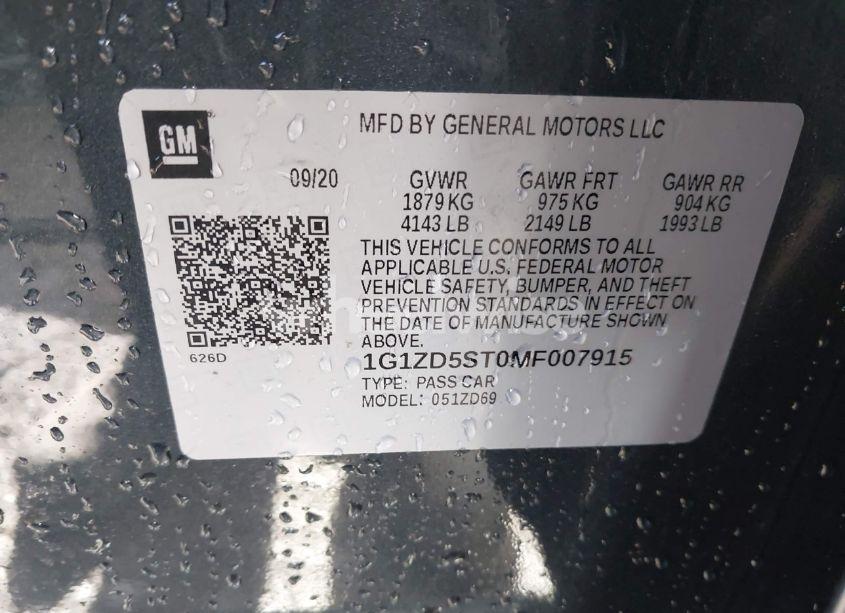 GM
MFD BY GENERAL MOTORS LLC
09/20 GVWR GAWR FRT GAWR RR
1879 KG 975 KG 904 KG
4143 LB 2149 LB 1993 LB
THIS VEHICLE CONFORMS TO ALL
APPLICABLE U.S. FEDERAL MOTOR
VEHICLE SAFETY, BUMPER, AND THEFT
PREVENTION STANDARDS IN EFFECT ON
THE DATE OF MANUFACTURE SHOWN
ABOVE.
626D
1G1ZD5ST0MF007915
TYPE: PASS CAR
MODEL: 051ZD69